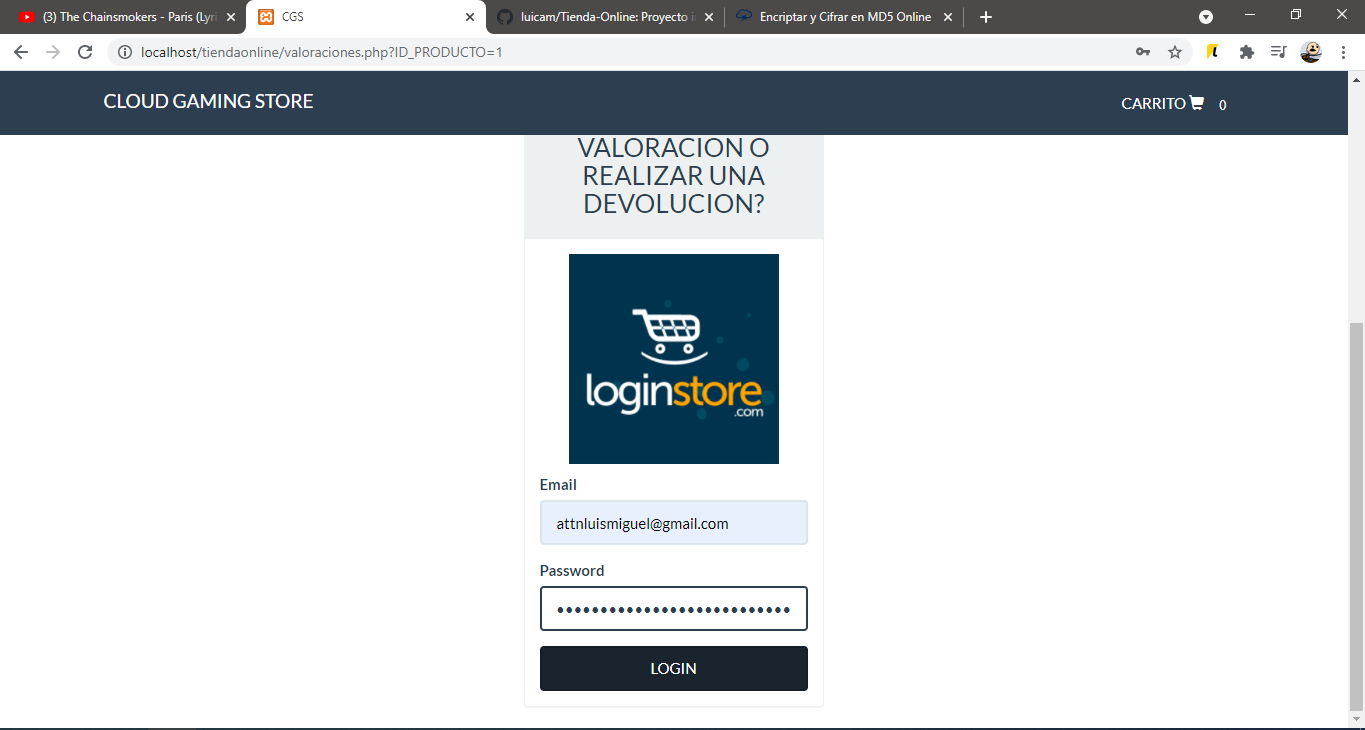 (3) The Chainsmokers - Paris (Lyri
CGS
luicam/Tienda-Online: Proyecto i
Encriptar y Cifrar en MD5 Online
localhost/tiendaonline/valoraciones.php?ID_PRODUCTO=1
CLOUD GAMING STORE
CARRITO 0
VALORACION O
REALIZAR UNA
DEVOLUCION?
loginstore
.com
Email
attnluismiguel@gmail.com
Password
•••••••••••••••••••••••••••
LOGIN